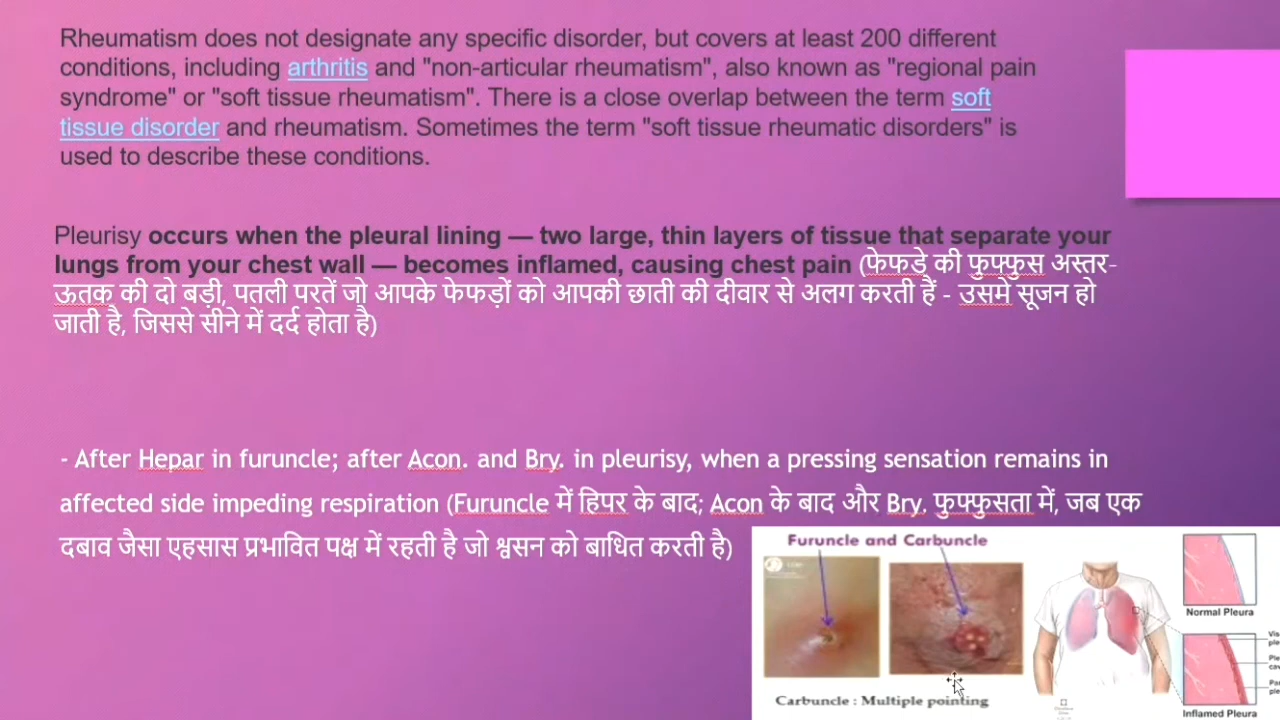 Rheumatism does not designate any specific disorder, but covers at least 200 different
conditions, including arthritis and "non-articular rheumatism", also known as "regional pain
syndrome" or "soft tissue rheumatism". There is a close overlap between the term soft
tissue disorder and rheumatism. Sometimes the term "soft tissue rheumatic disorders" is
used to describe these conditions.
Pleurisy occurs when the pleural lining — two large, thin layers of tissue that separate your
lungs from your chest wall — becomes inflamed, causing chest pain (फेफड़े की फुफ्फुस अस्तर-
ऊतक की दो बड़ी, पतली परतें जो आपके फेफड़ों को आपकी छाती की दीवार से अलग करती हैं - उसमें सूजन हो
जाती है, जिससे सीने में दर्द होता है)
- After Hepar in furuncle; after Acon. and Bry. in pleurisy, when a pressing sensation remains in
affected side impeding respiration (Furuncle में हिपर के बाद; Acon के बाद और Bry. फुफ्फुसता में, जब एक
दबाव जैसा एहसास प्रभावित पक्ष में रहती है जो श्वसन को बाधित करती है)
Furuncle and Carbuncle
Carbuncle : Multiple pointing
Normal Pleura
Vis
ple
Ple
cav
Par
ple
Inflamed Pleura